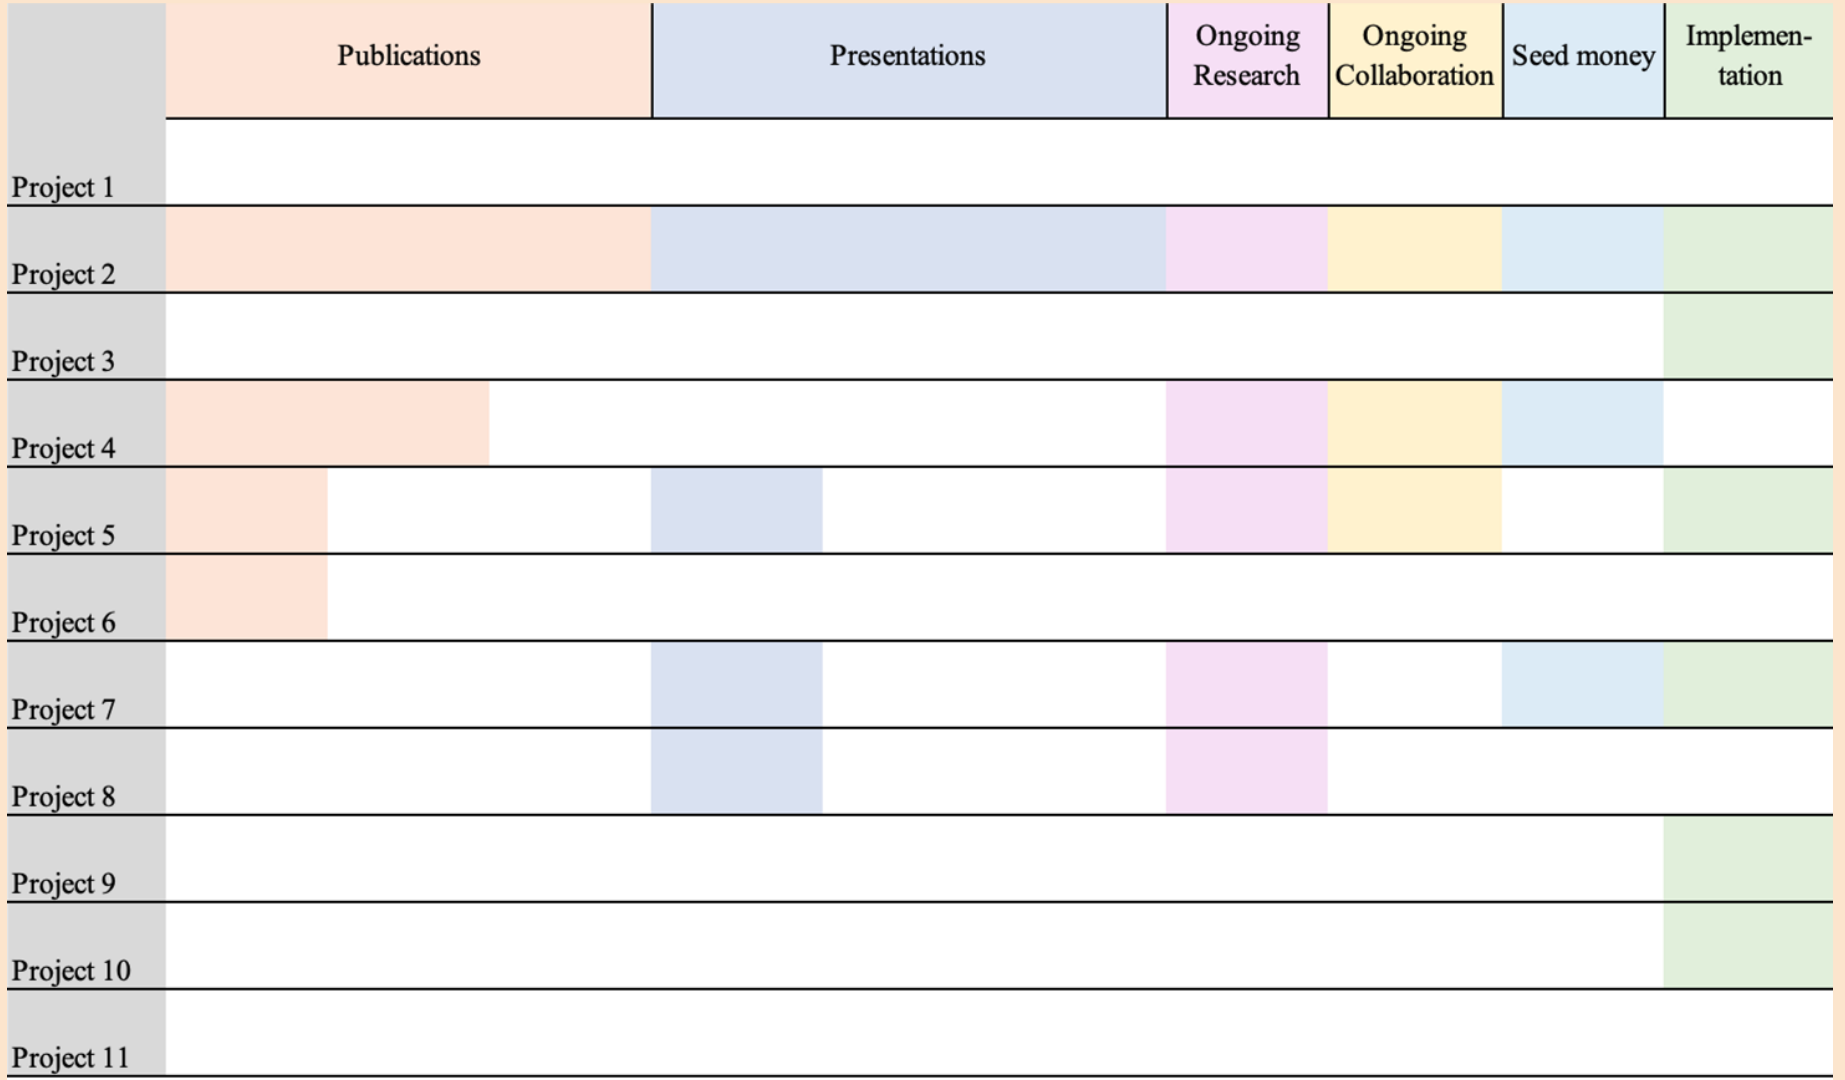 Publications
Presentations
Ongoing
Research
Ongoing
Collaboration
Seed money
Implemen-
tation
Project 1
Project 2
Project 3
Project 4
Project 5
Project 6
Project 7
Project 8
Project 9
Project 10
Project 11